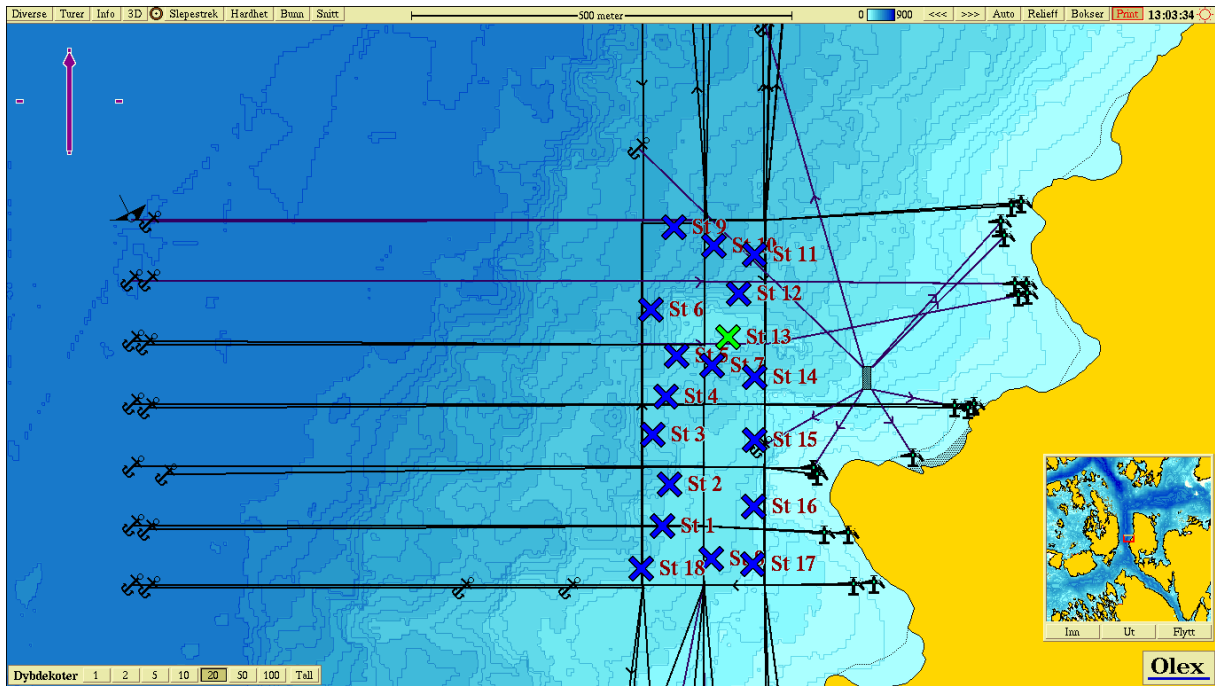 Diverse Turer Info 3D Slepestrek Hardhet Bunn Snitt 500 meter 0 900 <<< >>> Auto Relieff Bokser Print 13:03:34
St 9
St 10
St 11
St 12
St 6
St 13
St 7
St 14
St 4
St 3
St 15
St 2
St 16
St 1
St 17
St 18
Inn Ut Flytt
Dybdekoter 1 2 5 10 20 50 100 Tall
Olex